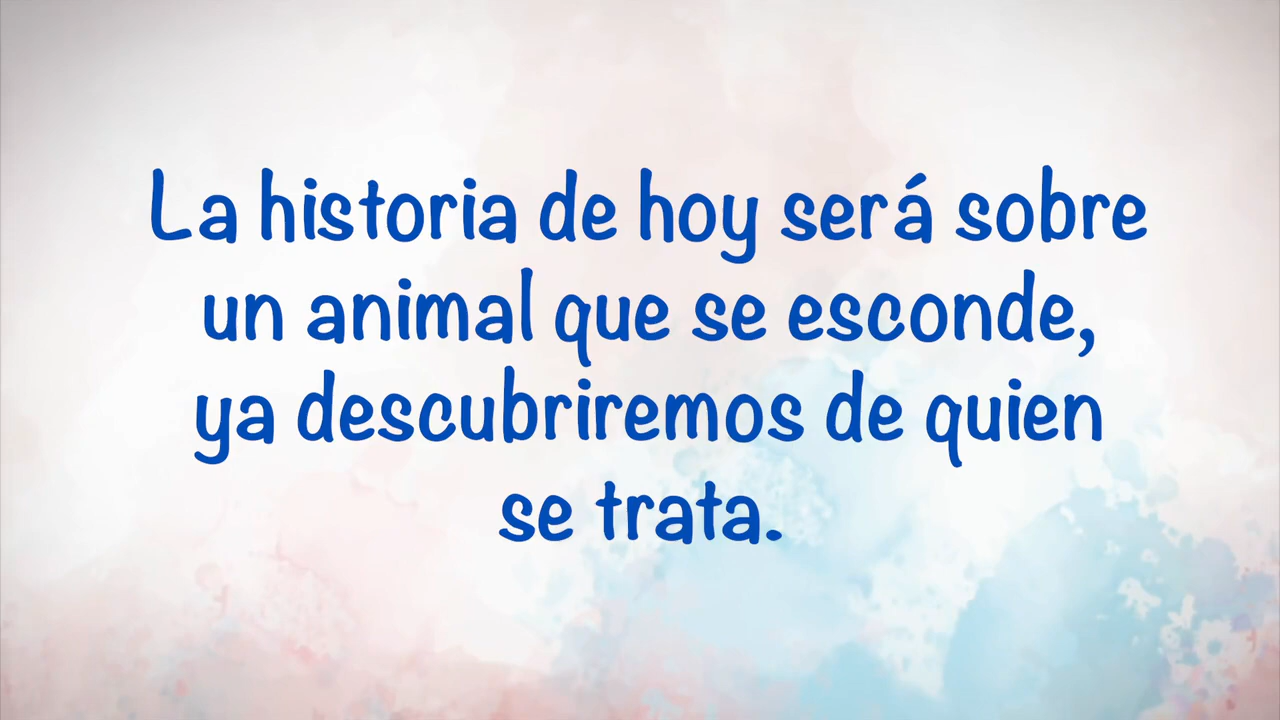 La historia de hoy será sobre
un animal que se esconde,
ya descubriremos de quien
se trata.